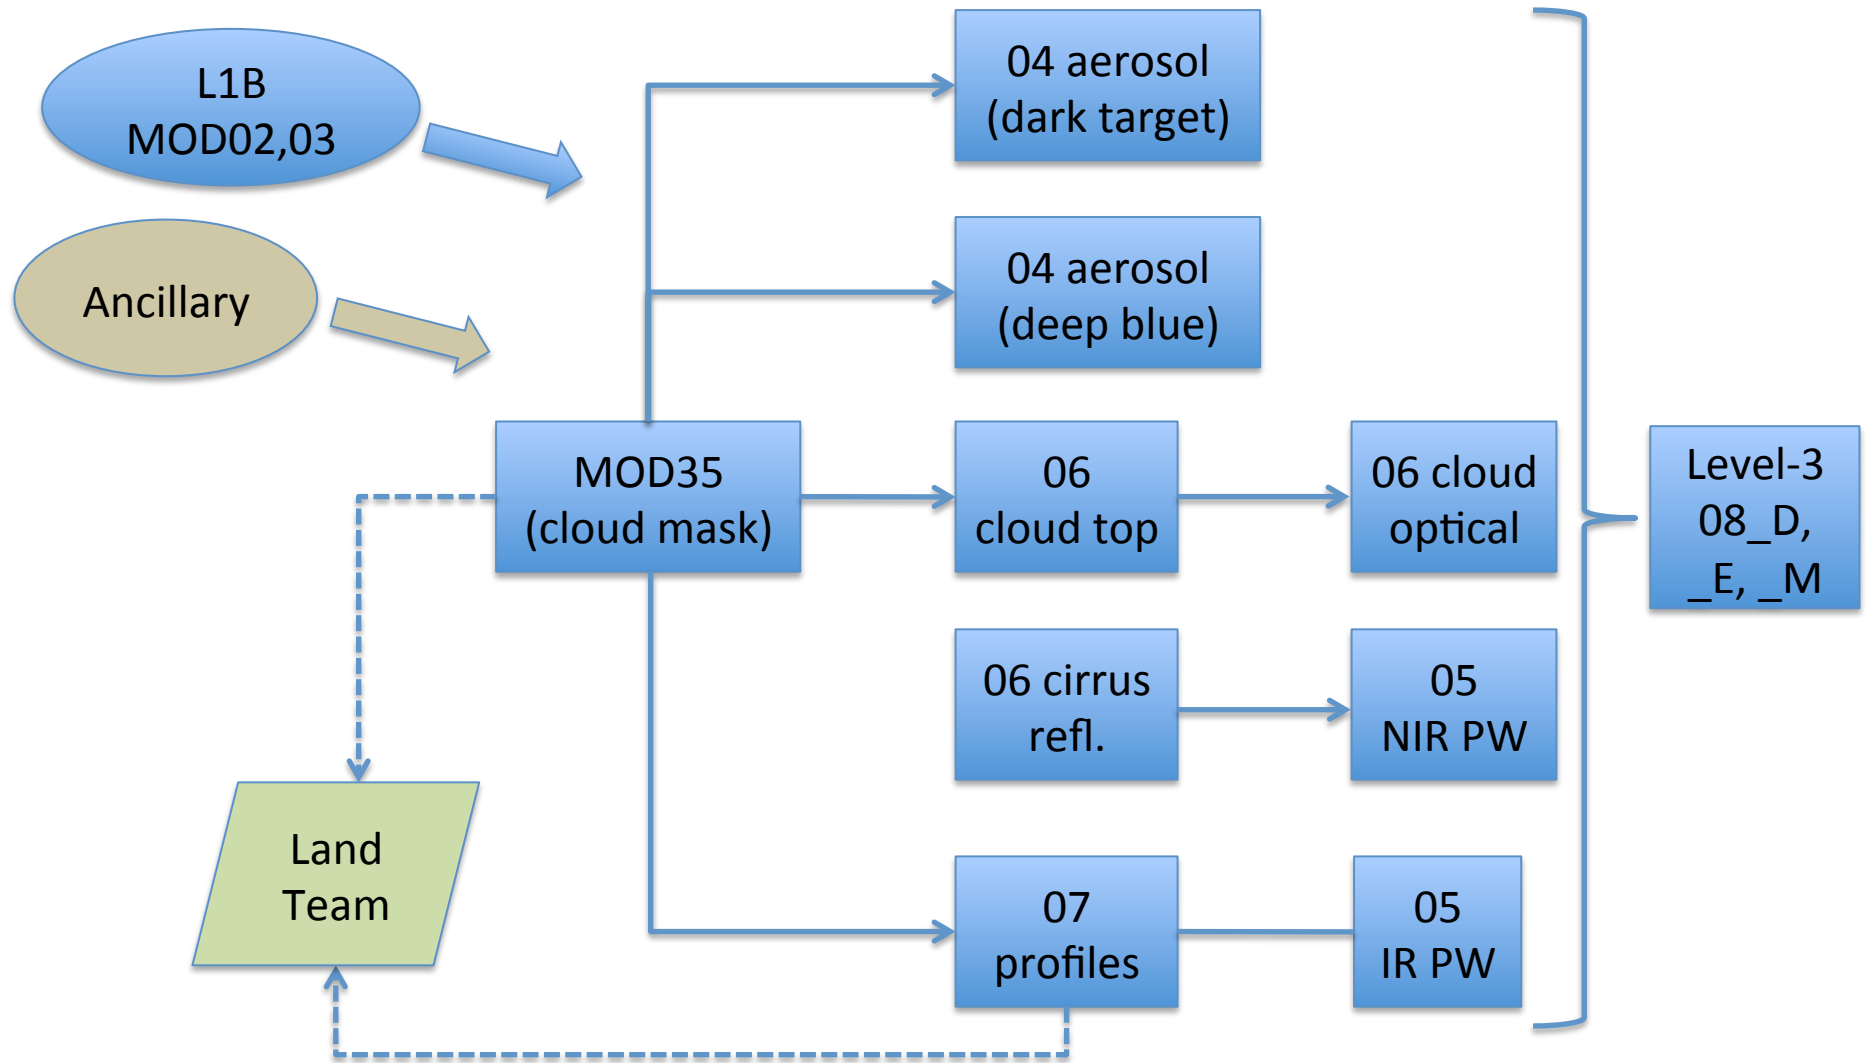 L1B
MOD02,03
Ancillary
04 aerosol
(dark target)
04 aerosol
(deep blue)
MOD35
(cloud mask)
06
cloud top
06 cloud
optical
Level-3
08_D,
_E, _M
06 cirrus
refl.
05
NIR PW
Land
Team
07
profiles
05
IR PW